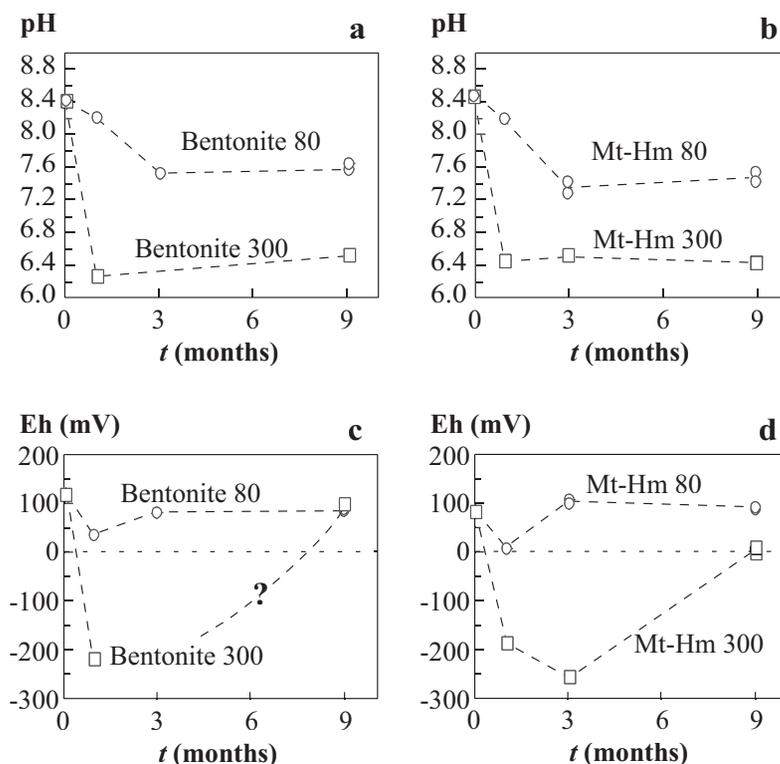 pH
a
8.8
8.4
8.0
7.6
7.2
6.8
6.4
6.0
Bentonite 80
Bentonite 300
0 3 6 9
t (months)
pH
b
8.8
8.4
8.0
7.6
7.2
6.8
6.4
6.0
Mt-Hm 80
Mt-Hm 300
0 3 6 9
t (months)
Eh (mV)
c
200
100
0
-100
-200
-300
Bentonite 80
?
Bentonite 300
0 3 6 9
t (months)
Eh (mV)
d
200
100
0
-100
-200
-300
Mt-Hm 80
Mt-Hm 300
0 3 6 9
t (months)